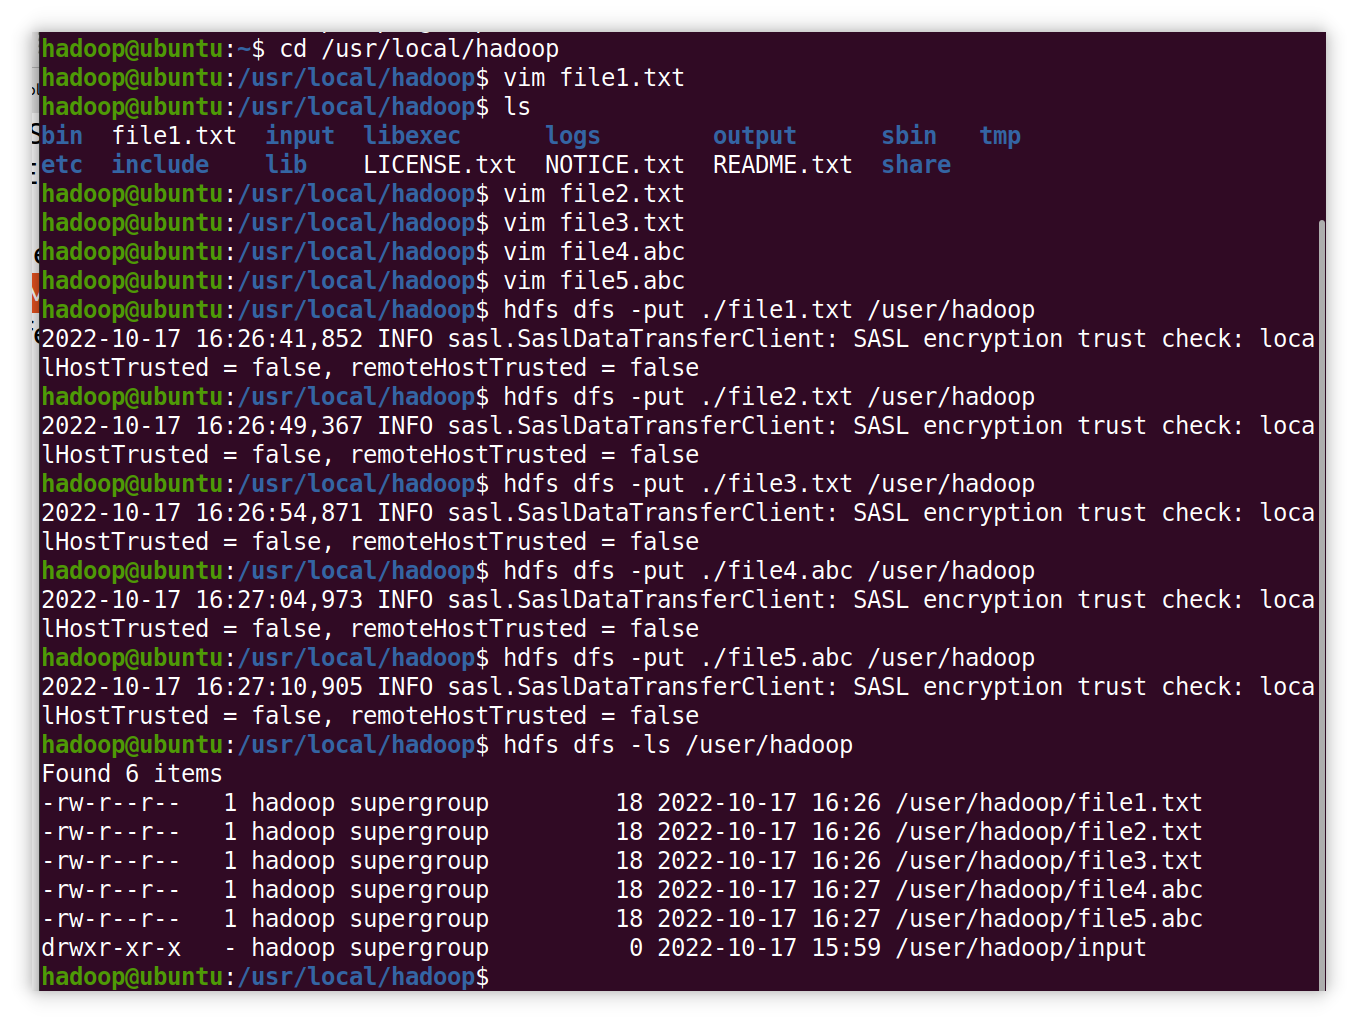 hadoop@ubuntu:~$ cd /usr/local/hadoop
hadoop@ubuntu:/usr/local/hadoop$ vim file1.txt
hadoop@ubuntu:/usr/local/hadoop$ ls
bin  file1.txt  input  libexec      logs        output      sbin   tmp
etc  include    lib    LICENSE.txt  NOTICE.txt  README.txt  share
hadoop@ubuntu:/usr/local/hadoop$ vim file2.txt
hadoop@ubuntu:/usr/local/hadoop$ vim file3.txt
hadoop@ubuntu:/usr/local/hadoop$ vim file4.abc
hadoop@ubuntu:/usr/local/hadoop$ vim file5.abc
hadoop@ubuntu:/usr/local/hadoop$ hdfs dfs -put ./file1.txt /user/hadoop
2022-10-17 16:26:41,852 INFO sasl.SaslDataTransferClient: SASL encryption trust check: loca
lHostTrusted = false, remoteHostTrusted = false
hadoop@ubuntu:/usr/local/hadoop$ hdfs dfs -put ./file2.txt /user/hadoop
2022-10-17 16:26:49,367 INFO sasl.SaslDataTransferClient: SASL encryption trust check: loca
lHostTrusted = false, remoteHostTrusted = false
hadoop@ubuntu:/usr/local/hadoop$ hdfs dfs -put ./file3.txt /user/hadoop
2022-10-17 16:26:54,871 INFO sasl.SaslDataTransferClient: SASL encryption trust check: loca
lHostTrusted = false, remoteHostTrusted = false
hadoop@ubuntu:/usr/local/hadoop$ hdfs dfs -put ./file4.abc /user/hadoop
2022-10-17 16:27:04,973 INFO sasl.SaslDataTransferClient: SASL encryption trust check: loca
lHostTrusted = false, remoteHostTrusted = false
hadoop@ubuntu:/usr/local/hadoop$ hdfs dfs -put ./file5.abc /user/hadoop
2022-10-17 16:27:10,905 INFO sasl.SaslDataTransferClient: SASL encryption trust check: loca
lHostTrusted = false, remoteHostTrusted = false
hadoop@ubuntu:/usr/local/hadoop$ hdfs dfs -ls /user/hadoop
Found 6 items
-rw-r--r--   1 hadoop supergroup         18 2022-10-17 16:26 /user/hadoop/file1.txt
-rw-r--r--   1 hadoop supergroup         18 2022-10-17 16:26 /user/hadoop/file2.txt
-rw-r--r--   1 hadoop supergroup         18 2022-10-17 16:26 /user/hadoop/file3.txt
-rw-r--r--   1 hadoop supergroup         18 2022-10-17 16:27 /user/hadoop/file4.abc
-rw-r--r--   1 hadoop supergroup         18 2022-10-17 16:27 /user/hadoop/file5.abc
drwxr-xr-x   - hadoop supergroup          0 2022-10-17 15:59 /user/hadoop/input
hadoop@ubuntu:/usr/local/hadoop$